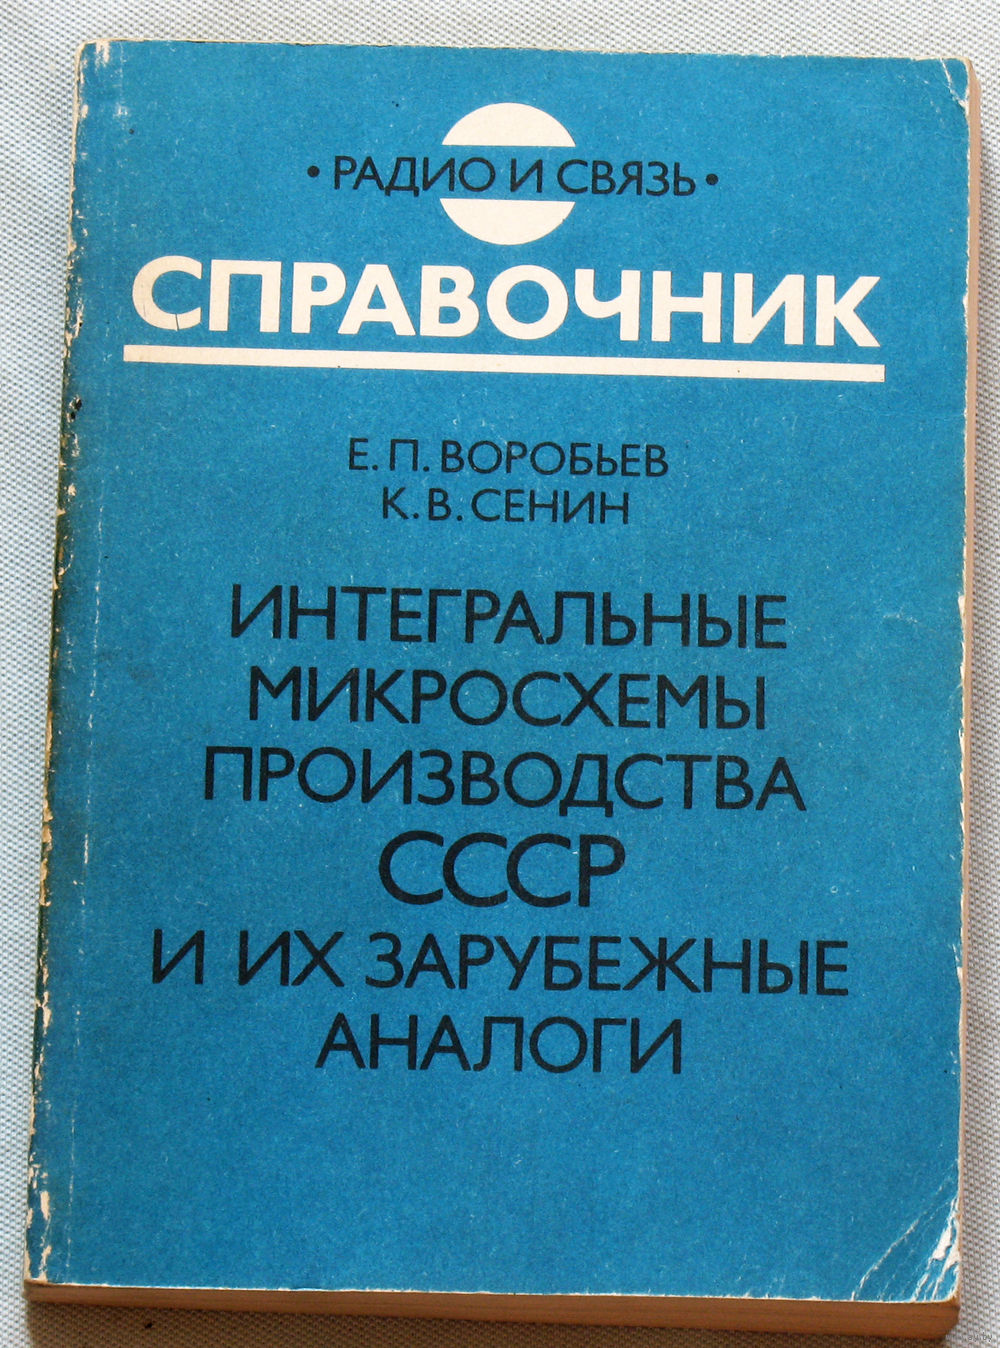 • РАДИО И СВЯЗЬ •
СПРАВОЧНИК
Е. П. ВОРОБЬЕВ
К. В. СЕНИН
ИНТЕГРАЛЬНЫЕ
МИКРОСХЕМЫ
ПРОИЗВОДСТВА
СССР
И ИХ ЗАРУБЕЖНЫЕ
АНАЛОГИ